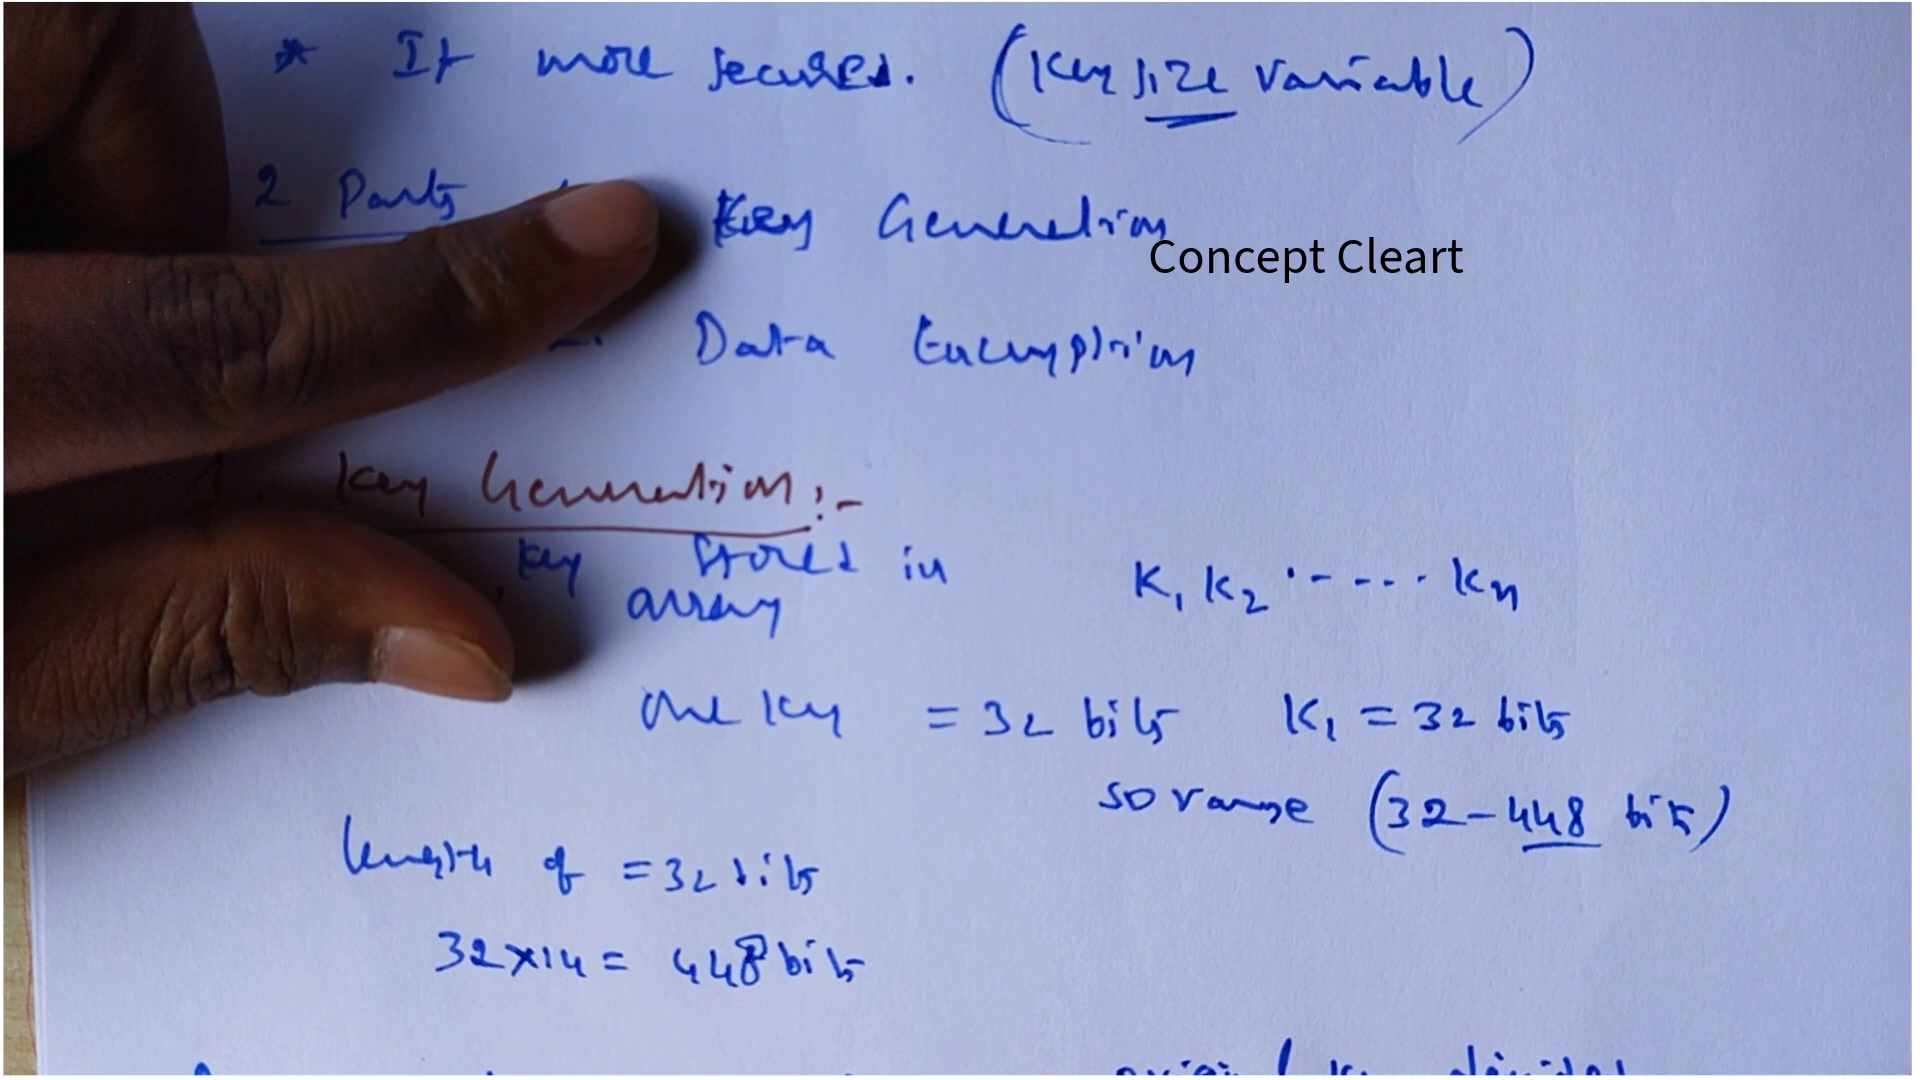 * It more secured. (Key size variable)
2 Parts Key Generation
Concept Cleart
Data Encryption
1. Key Generation:-
key stored in array K1 K2 ..---.. Kn
one key = 32 bits K1 = 32 bits
so range (32-448 bits)
length of = 32 bits
32x14 = 448 bits